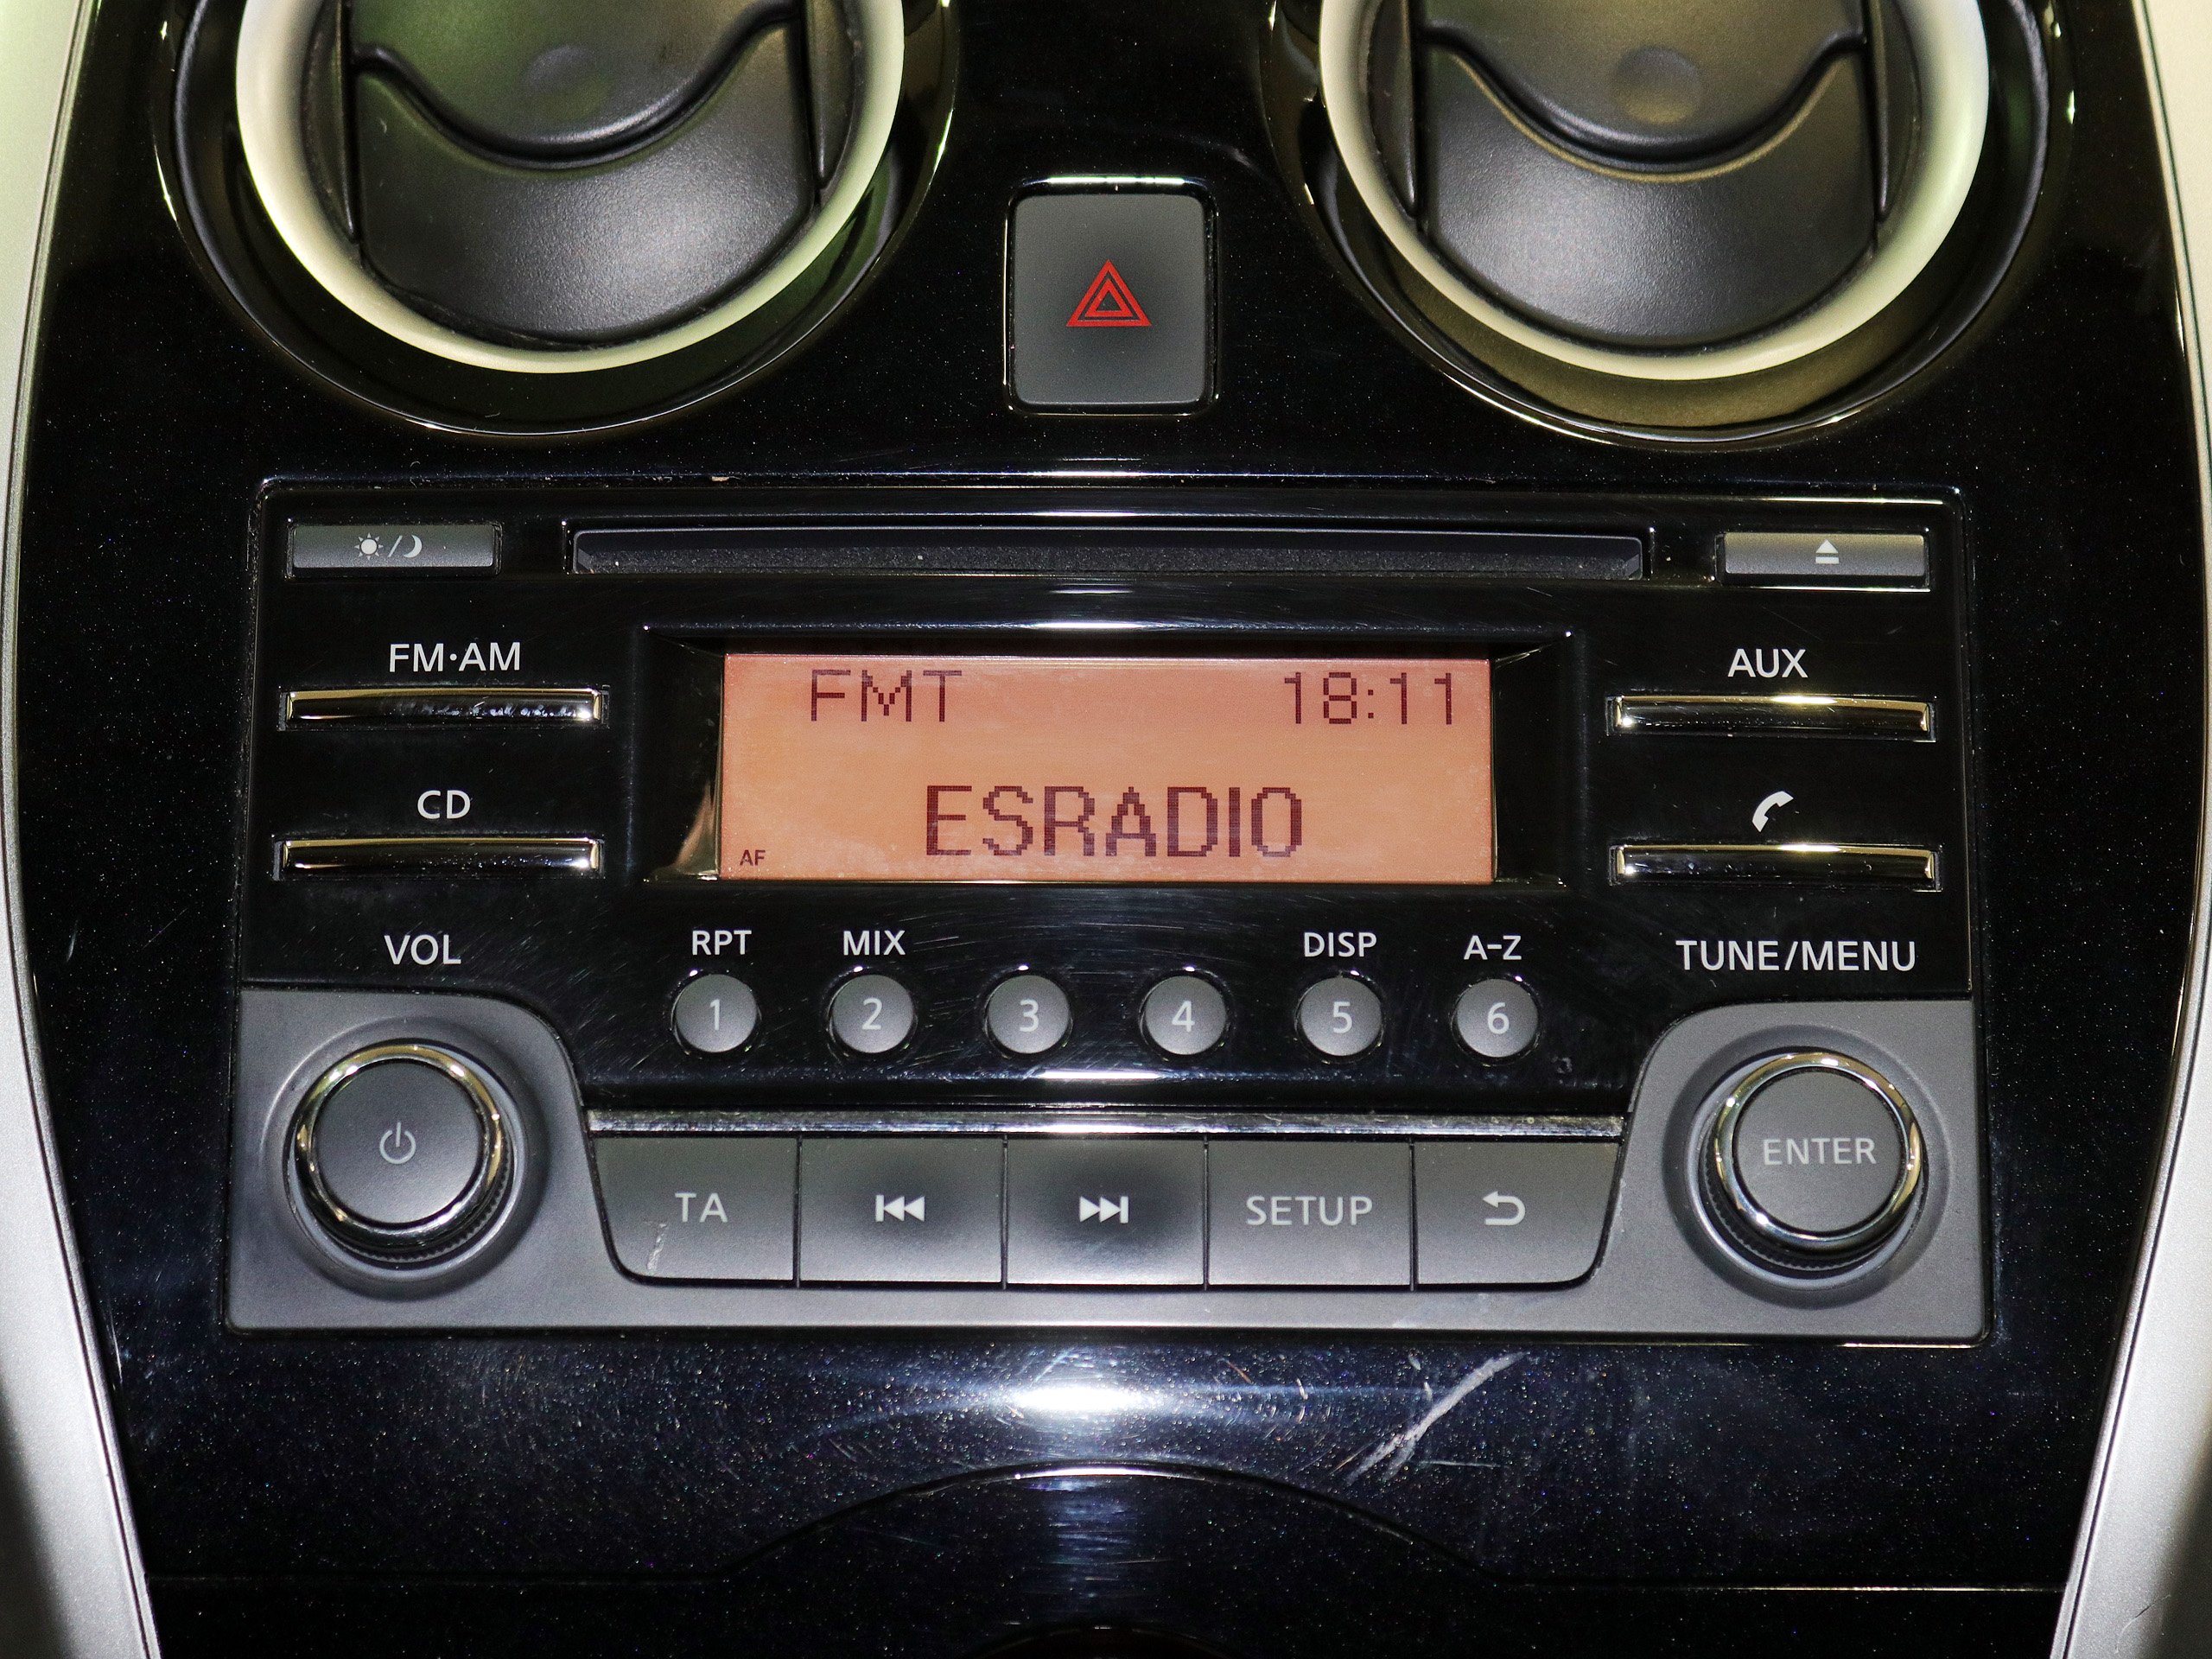 FM·AM
AUX
FMT 18:11
CD
ESRADIO
AF
VOL
RPT MIX DISP A-Z
TUNE/MENU
1 2 3 4 5 6
ENTER
TA SETUP